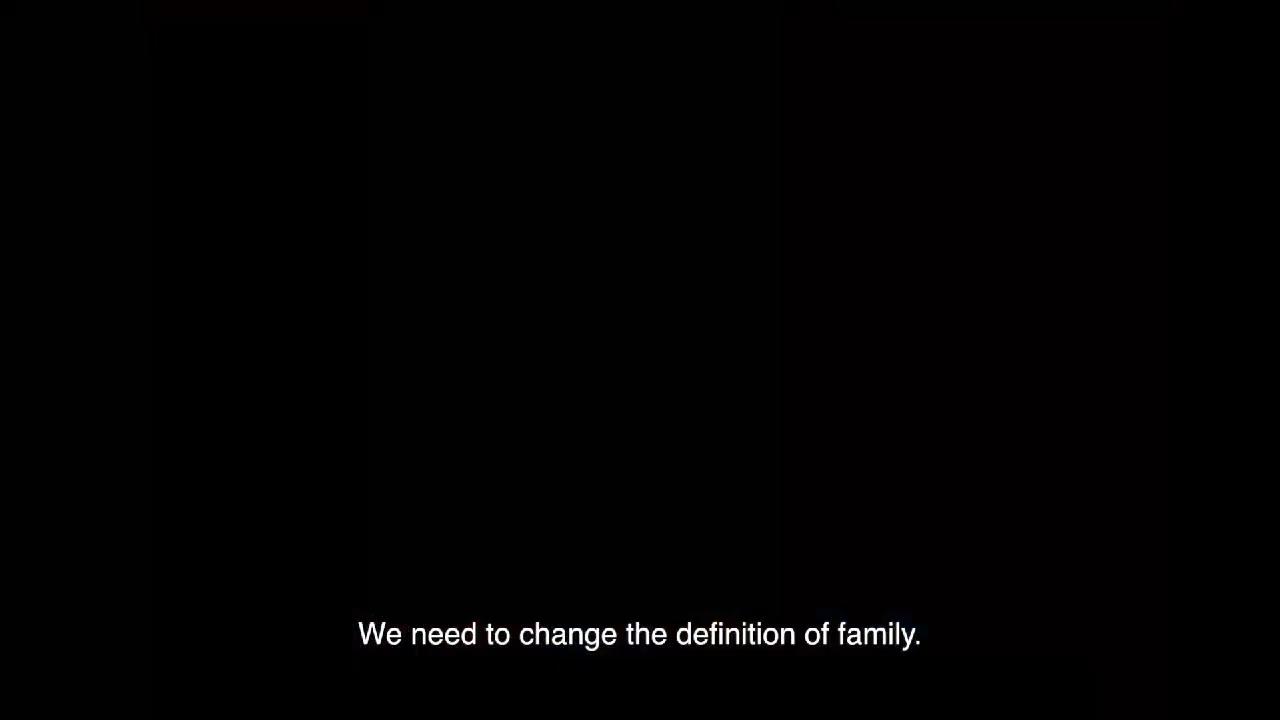 We need to change the definition of family.